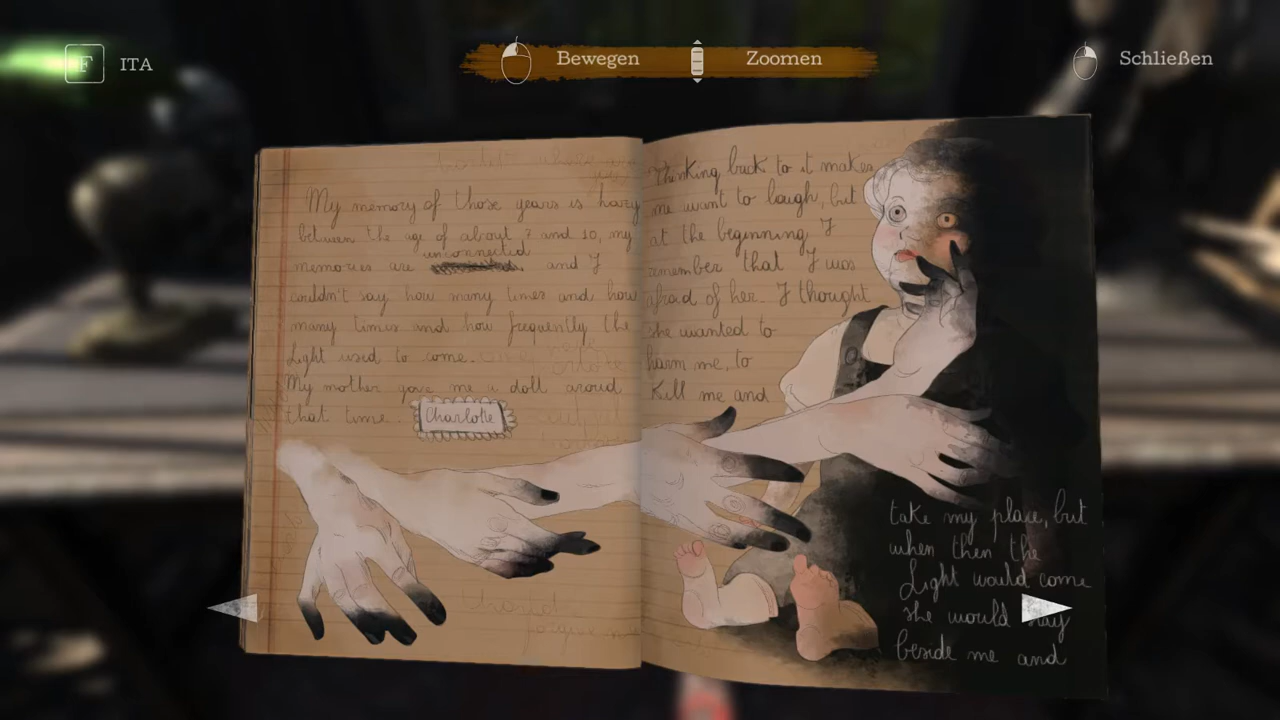 F ITA
Bewegen
Zoomen
Schließen
My memory of those years is hazy
between the age of about 7 and 10, my
unconnected
memories are and I
couldn't say how many times and how
many times and how frequently the
Light used to come.
My mother gave me a doll around
that time.
Charlotte
Thinking back to it makes
me want to laugh, but
at the beginning I
remember that I was
afraid of her. I thought
she wanted to
harm me, to
kill me and
take my place, but
when then the
Light would come
she would stay
beside me and